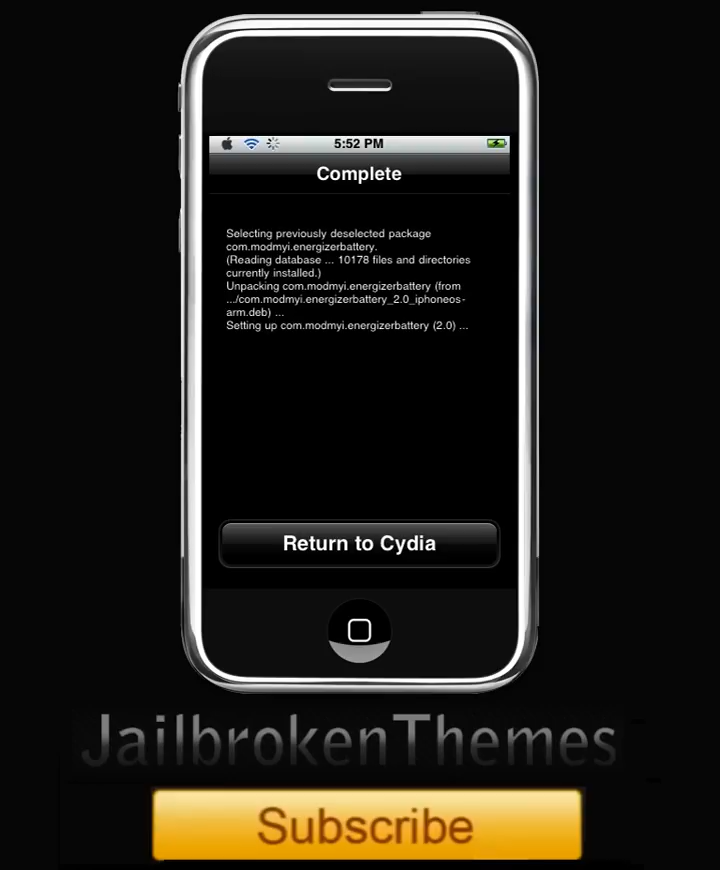 5:52 PM
Complete
Selecting previously deselected package
com.modmyi.energizerbattery.
(Reading database ... 10178 files and directories
currently installed.)
Unpacking com.modmyi.energizerbattery (from
.../com.modmyi.energizerbattery_2.0_iphoneos-
arm.deb) ...
Setting up com.modmyi.energizerbattery (2.0) ...
Return to Cydia
JailbrokenThemes
Subscribe